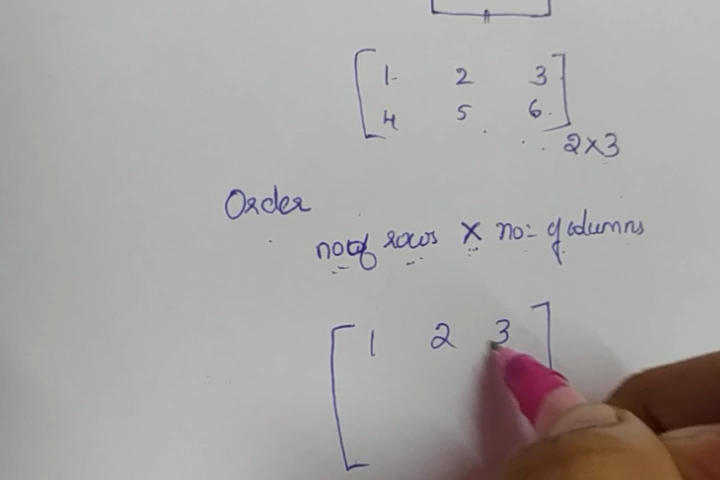 1 2 3
4 5 6
2×3
Order
no of rows × no= of columns
1 2 3